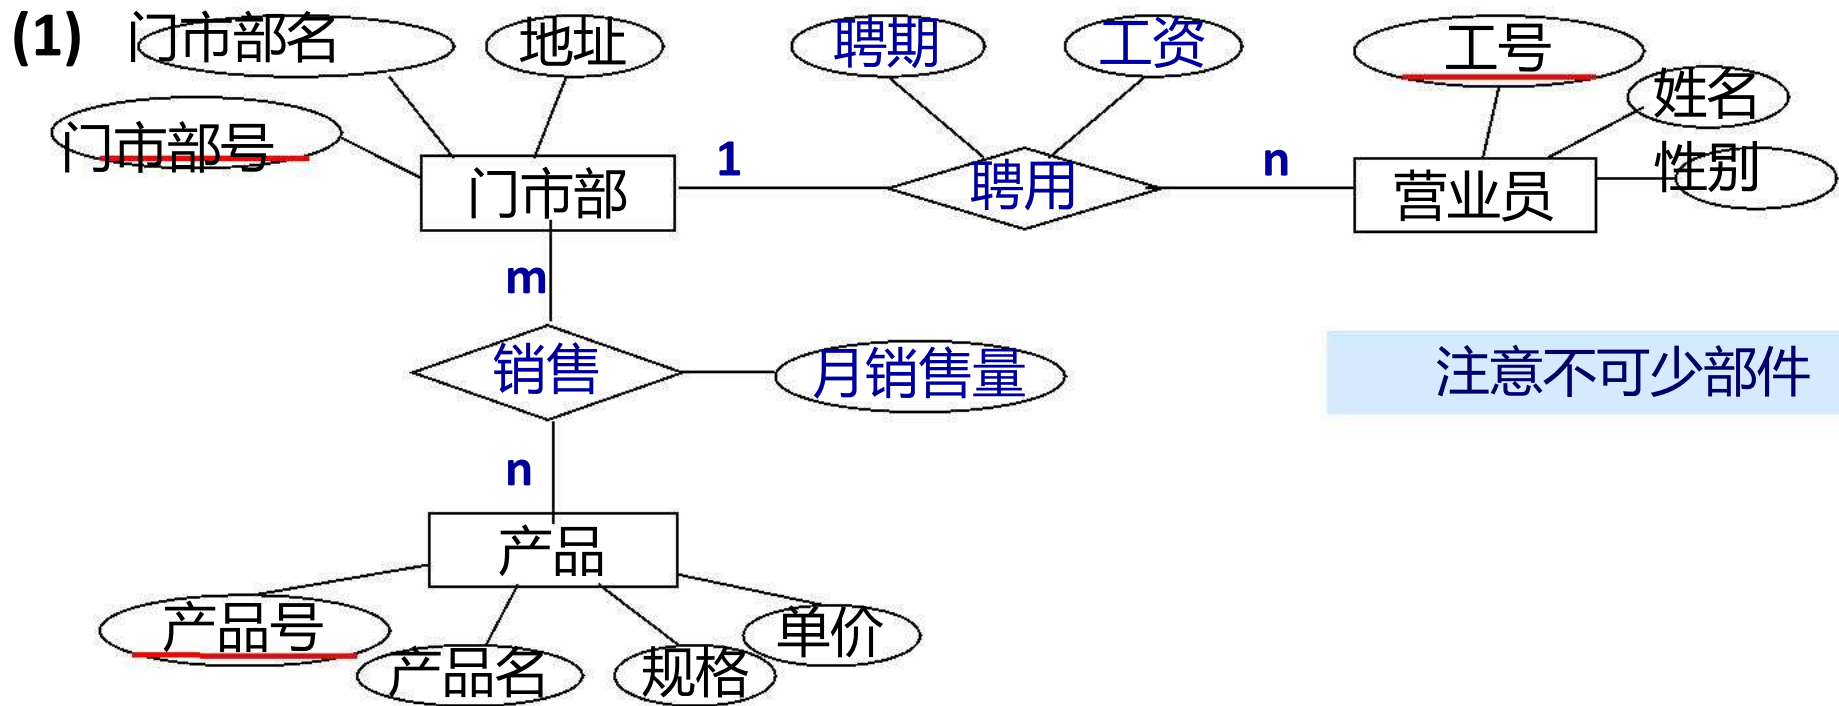 (1)
门市部名
地址
聘期
工资
工号
姓名
门市部号
性别
门市部
1
聘用
n
营业员
m
销售
月销售量
注意不可少部件
n
产品
产品号
产品名
规格
单价